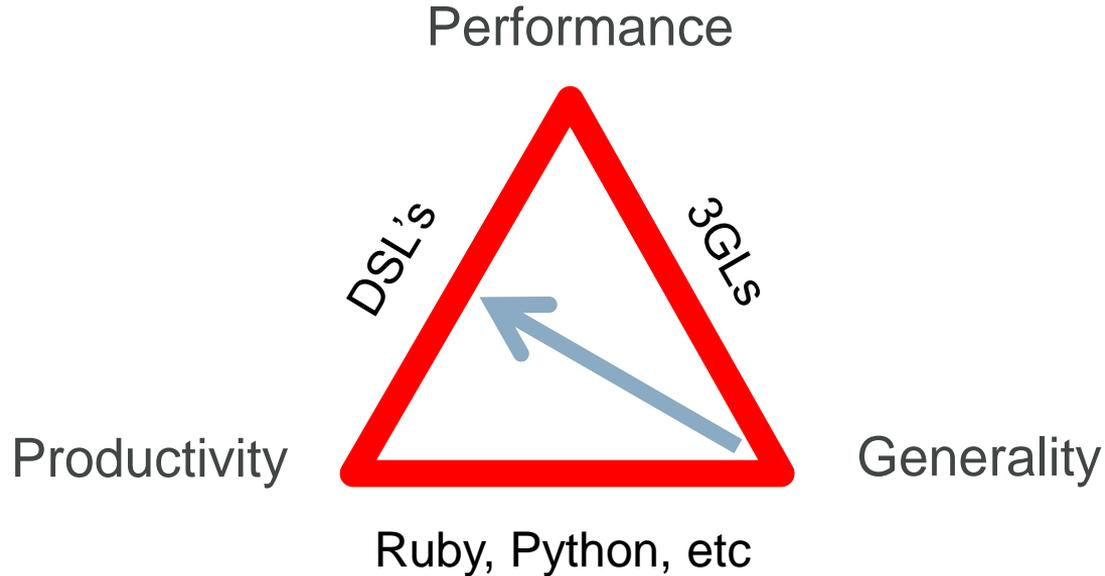 Performance
DSL’s
3GLs
Productivity
Generality
Ruby, Python, etc